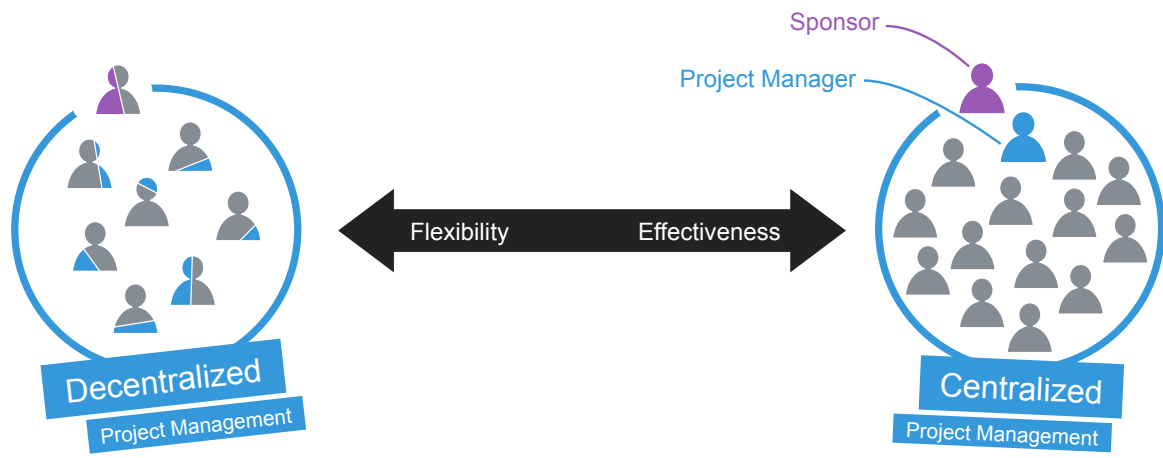 Sponsor
Project Manager
Flexibility
Effectiveness
Decentralized
Project Management
Centralized
Project Management